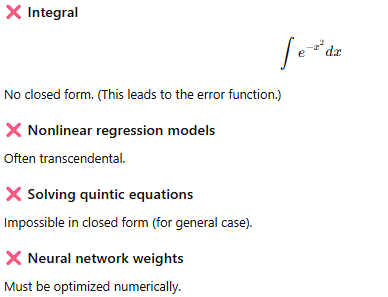 ❌ Integral
∫ e^{-x^2} dx
No closed form. (This leads to the error function.)
❌ Nonlinear regression models
Often transcendental.
❌ Solving quintic equations
Impossible in closed form (for general case).
❌ Neural network weights
Must be optimized numerically.